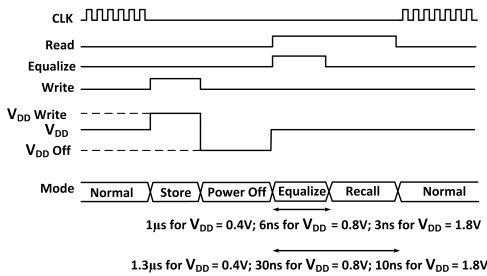 CLK
Read
Equalize
Write
VDD Write
VDD
VDD Off
Mode Normal Store Power Off Equalize Recall Normal
1µs for VDD = 0.4V; 6ns for VDD = 0.8V; 3ns for VDD = 1.8V
1.3µs for VDD = 0.4V; 30ns for VDD = 0.8V; 10ns for VDD = 1.8V